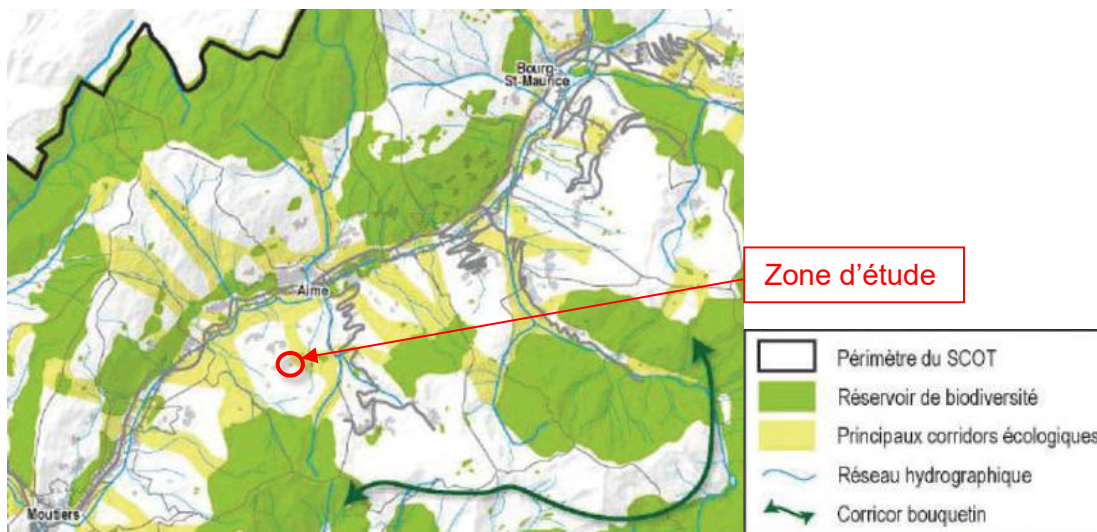 Bourg-
St-Maurice
Aime
Moutiers
Zone d'étude
Périmètre du SCOT
Réservoir de biodiversité
Principaux corridors écologiques
Réseau hydrographique
Corricor bouquetin